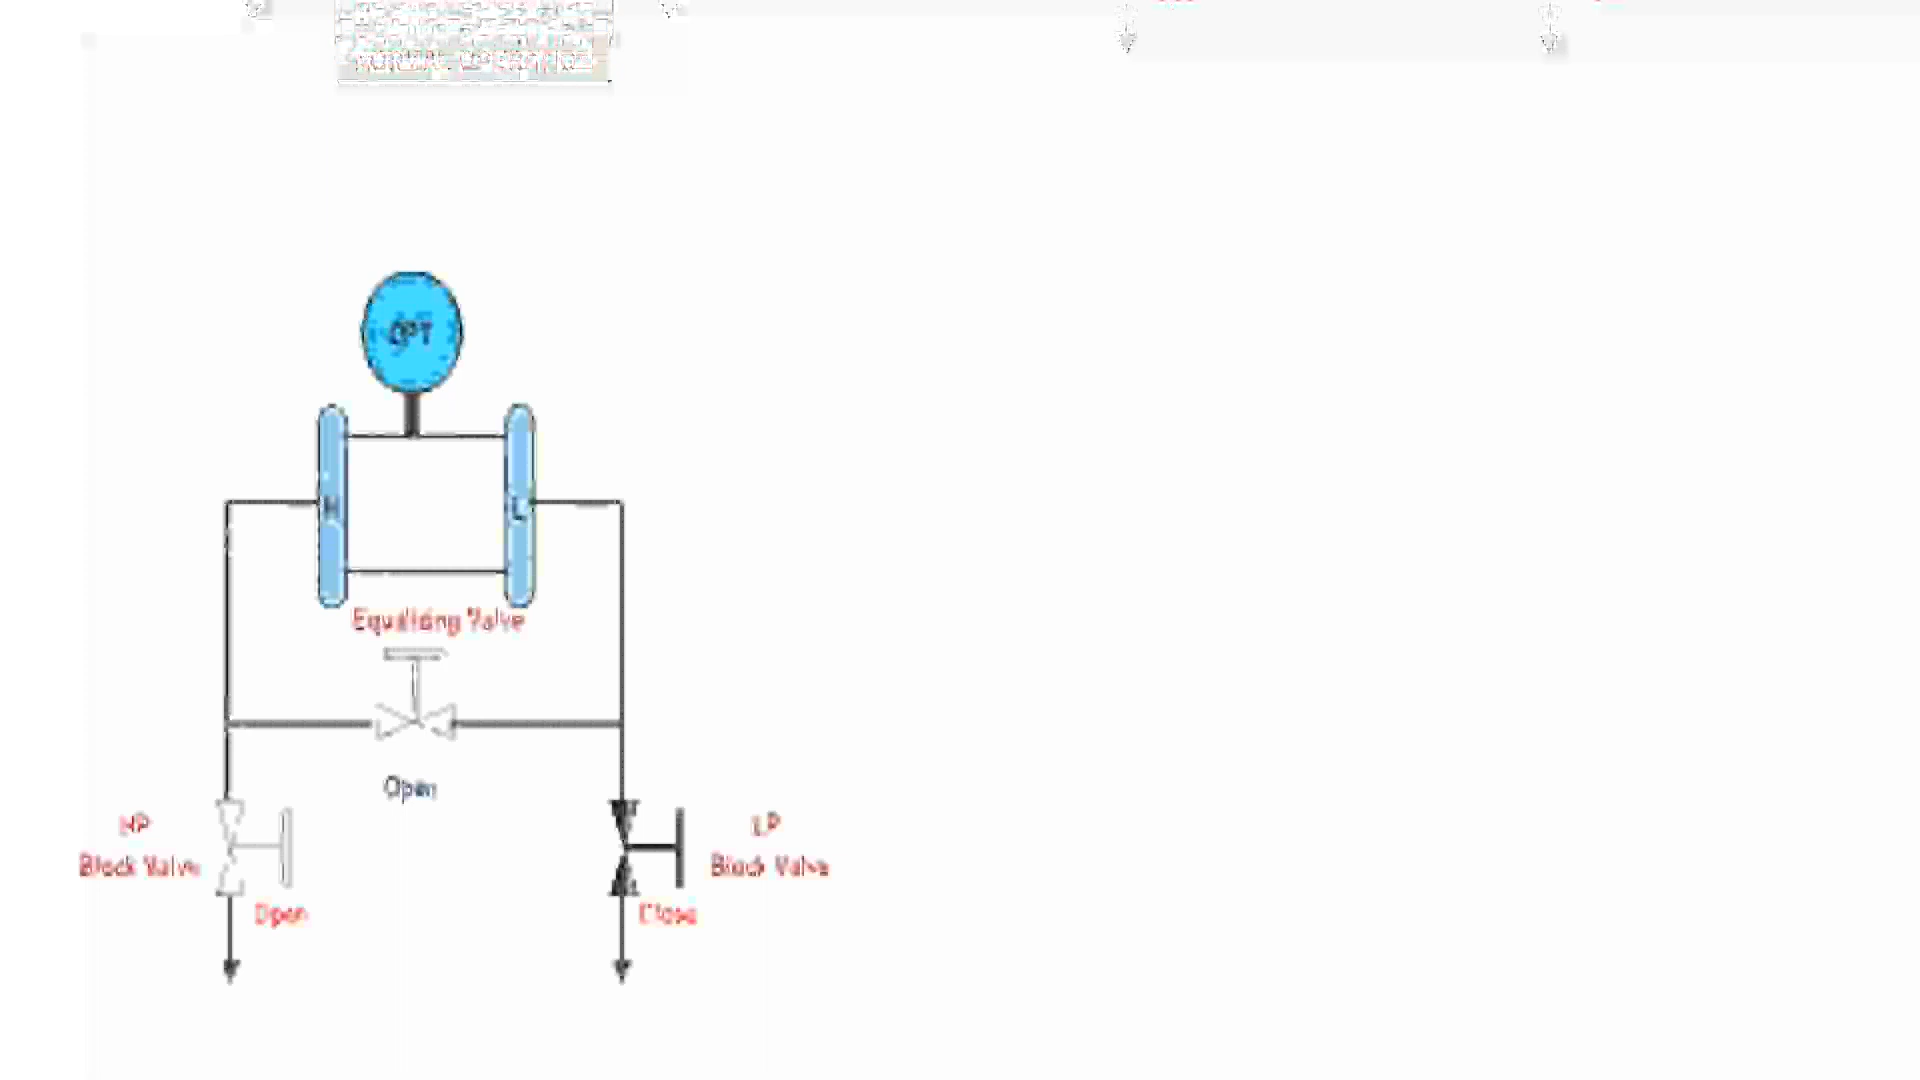 DPT
H
L
Equalizing Valve
Open
HP
Block Valve
Open
LP
Block Valve
Close